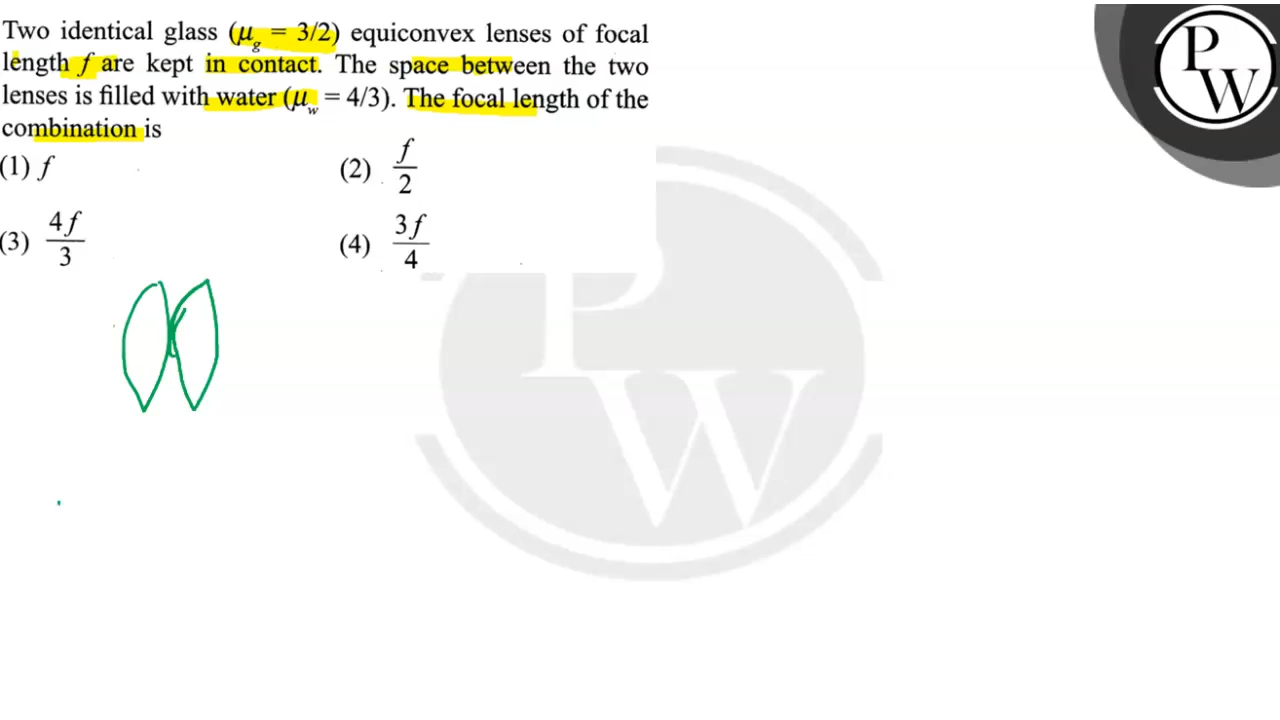 Two identical glass (μg = 3/2) equiconvex lenses of focal
length f are kept in contact. The space between the two
lenses is filled with water (μw = 4/3). The focal length of the
combination is
(1) f (2) f/2
(3) 4f/3 (4) 3f/4
P
W
P
W